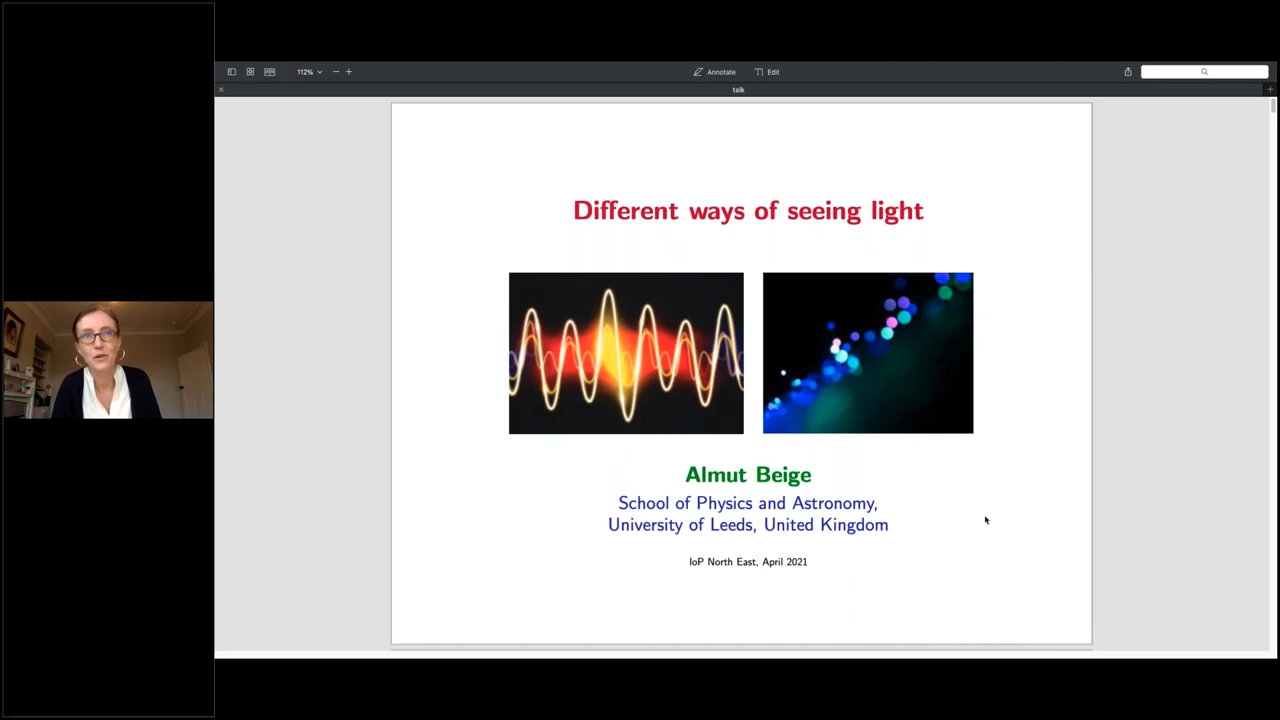 112%
Annotate
Edit
talk
Different ways of seeing light
Almut Beige
School of Physics and Astronomy,
University of Leeds, United Kingdom
IoP North East, April 2021